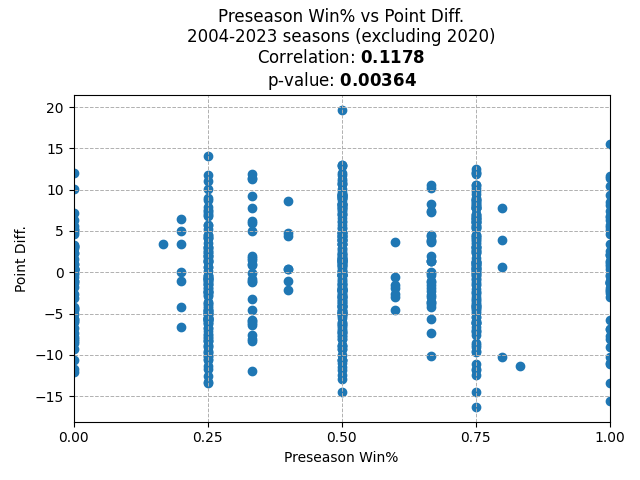 Preseason Win% vs Point Diff.
2004-2023 seasons (excluding 2020)
Correlation: 0.1178
p-value: 0.00364
20
15
10
5
0
−5
−10
−15
Point Diff.
0.00 0.25 0.50 0.75 1.00
Preseason Win%